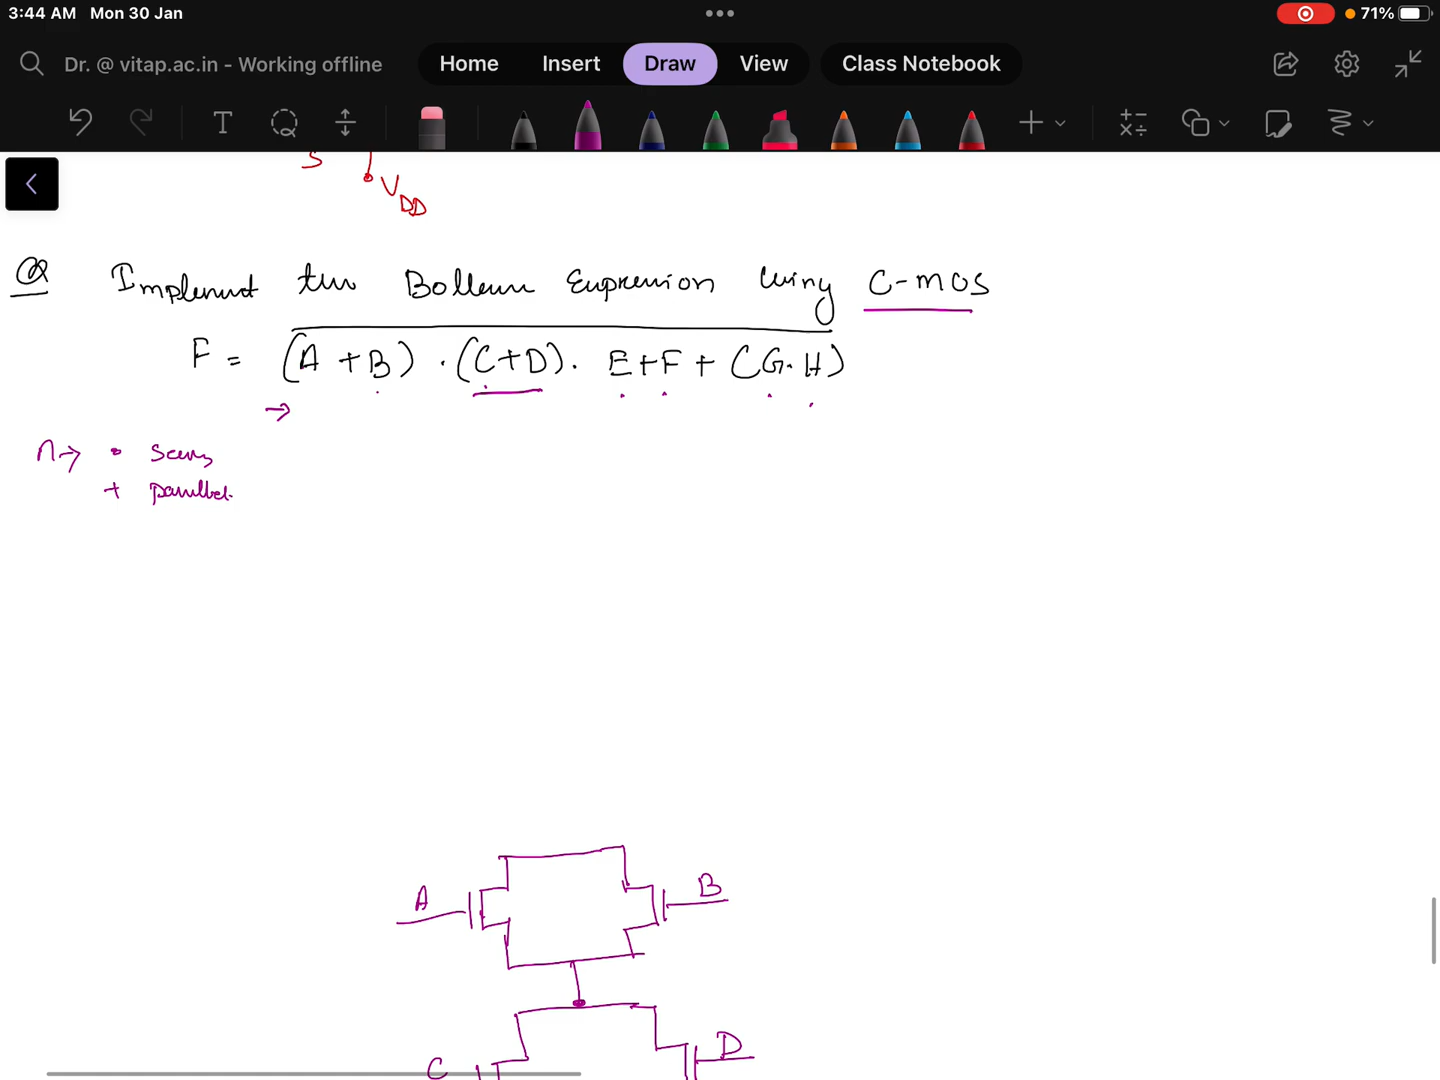 3:44 AM Mon 30 Jan
71%
Dr. @ vitap.ac.in - Working offline
Home Insert Draw View Class Notebook
S
VDD
Q Implement the Boolean Expression using C-MOS
F = (A + B) . (C + D) . E + F + (G . H)
n → • Series
+ parallel
A
B
C
D